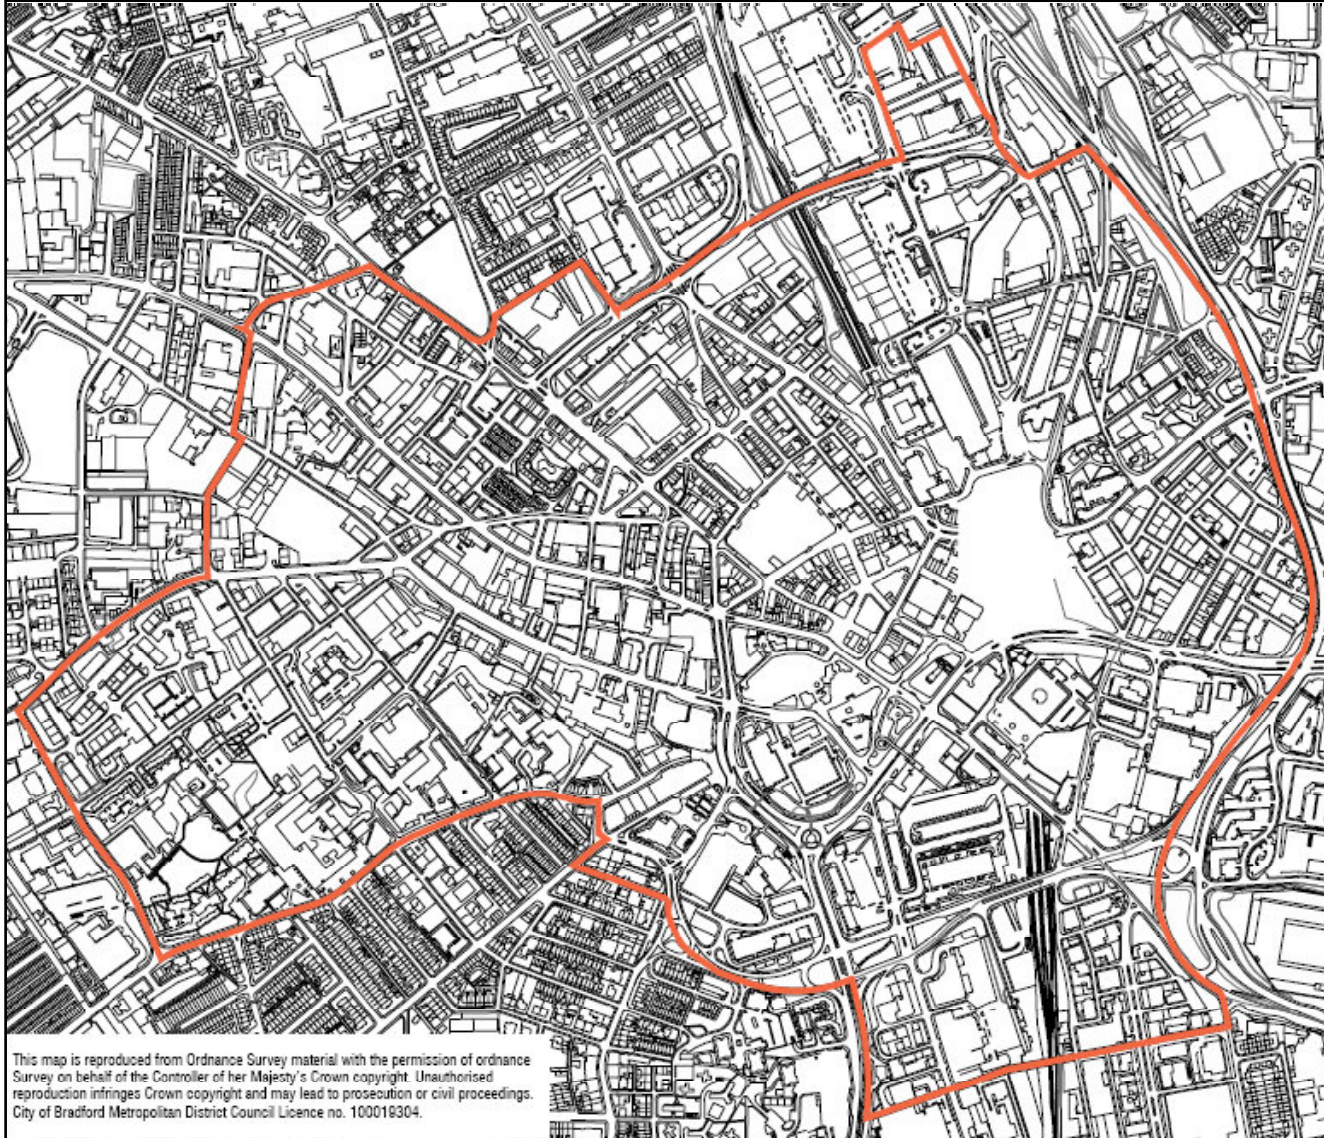 This map is reproduced from Ordnance Survey material with the permission of ordnance
Survey on behalf of the Controller of her Majesty's Crown copyright. Unauthorised
reproduction infringes Crown copyright and may lead to prosecution or civil proceedings.
City of Bradford Metropolitan District Council Licence no. 100019304.